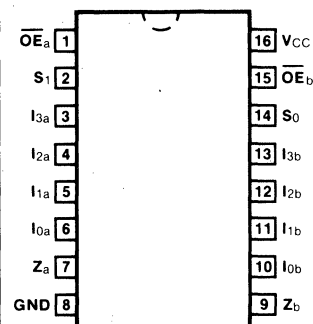 OEa 1 16 VCC
S1 2 15 OEb
I3a 3 14 S0
I2a 4 13 I3b
I1a 5 12 I2b
I0a 6 11 I1b
Za 7 10 I0b
GND 8 9 Zb